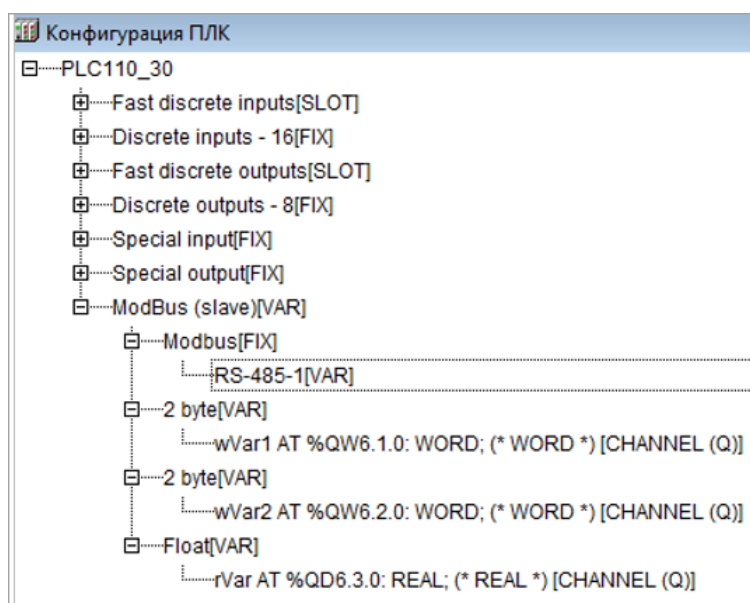 Конфигурация ПЛК
PLC110_30
Fast discrete inputs[SLOT]
Discrete inputs - 16[FIX]
Fast discrete outputs[SLOT]
Discrete outputs - 8[FIX]
Special input[FIX]
Special output[FIX]
ModBus (slave)[VAR]
Modbus[FIX]
RS-485-1[VAR]
2 byte[VAR]
wVar1 AT %QW6.1.0: WORD; (* WORD *) [CHANNEL (Q)]
2 byte[VAR]
wVar2 AT %QW6.2.0: WORD; (* WORD *) [CHANNEL (Q)]
Float[VAR]
rVar AT %QD6.3.0: REAL; (* REAL *) [CHANNEL (Q)]